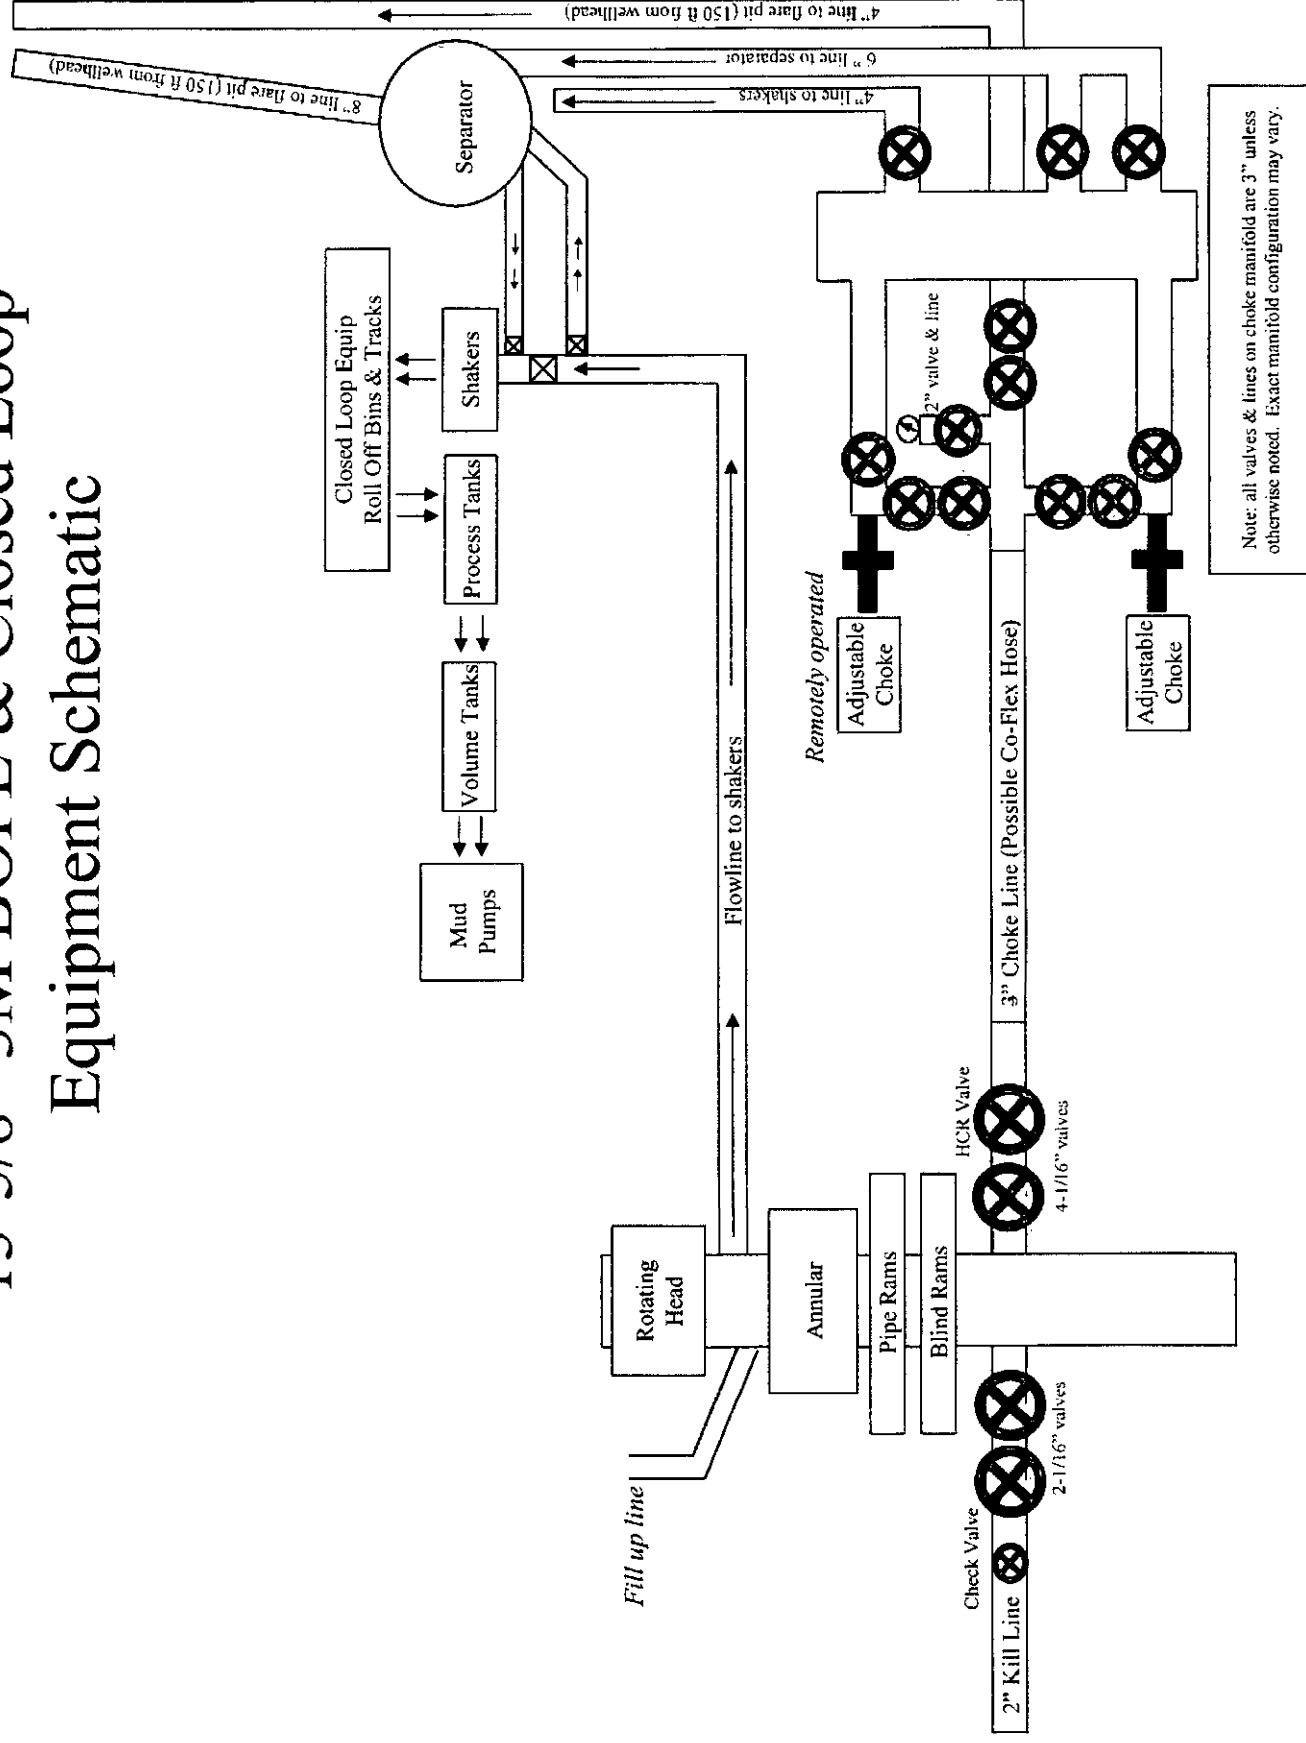 BOPE & Closed Loop
Equipment Schematic
8" line to flare pit (150 ft from wellhead)
4" line to flare pit (150 ft from wellhead)
6" line to separator
4" line to shakers
Separator
Closed Loop Equip
Roll Off Bins & Tracks
Shakers
Process Tanks
Volume Tanks
Mud
Pumps
Flowline to shakers
2" valve & line
Remotely operated
Adjustable
Choke
Adjustable
Choke
3" Choke Line (Possible Co-Flex Hose)
HCR Valve
4-1/16" valves
Rotating
Head
Annular
Pipe Rams
Blind Rams
Fill up line
Check Valve
2-1/16" valves
2" Kill Line
Note: all valves & lines on choke manifold are 3" unless
otherwise noted. Exact manifold configuration may vary.